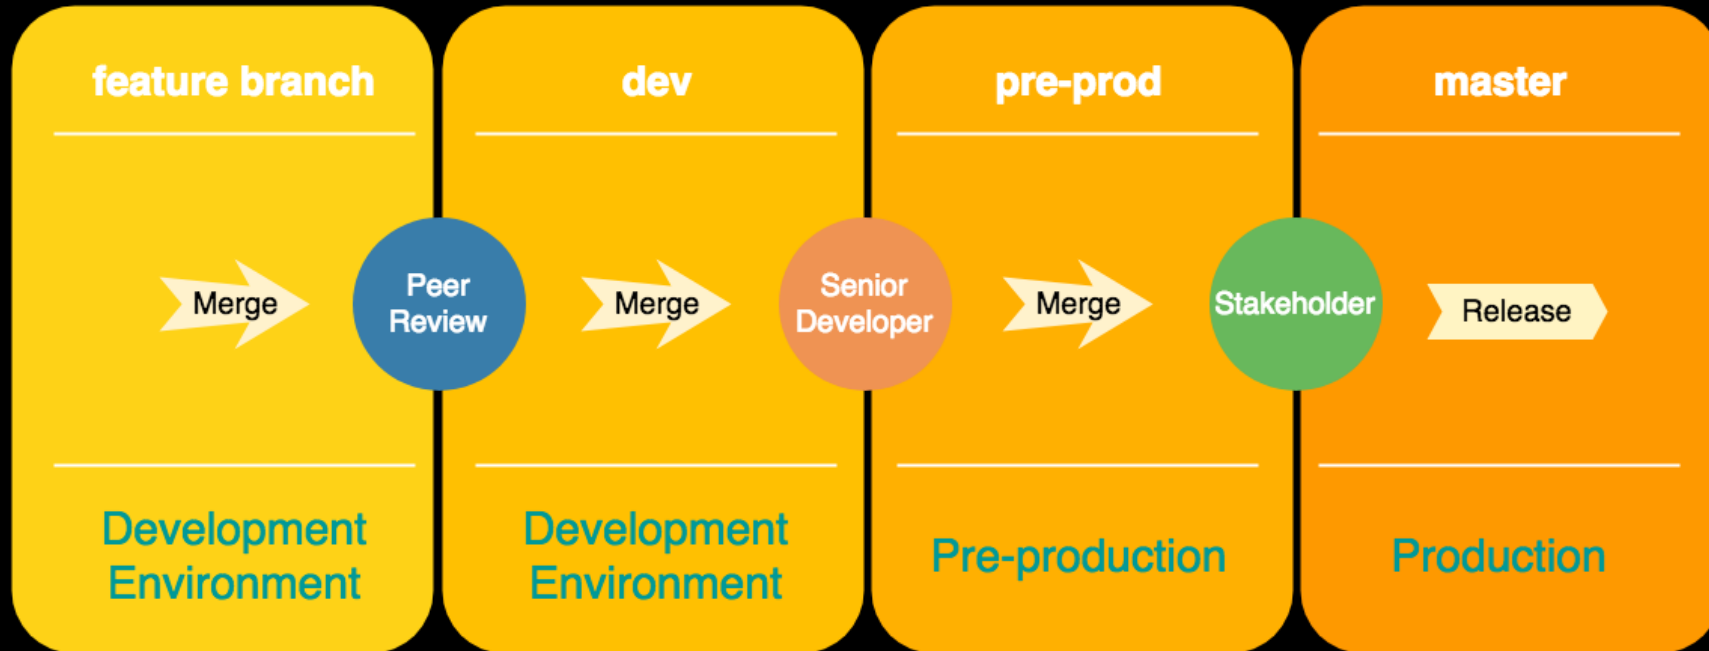 feature branch
dev
pre-prod
master
Merge
Peer
Review
Merge
Senior
Developer
Merge
Stakeholder
Release
Development
Environment
Development
Environment
Pre-production
Production